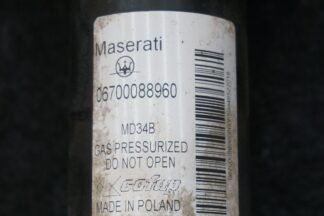 Maserati
06700088960
MD34B
GAS PRESSURIZED
DO NOT OPEN
MADE IN POLAND